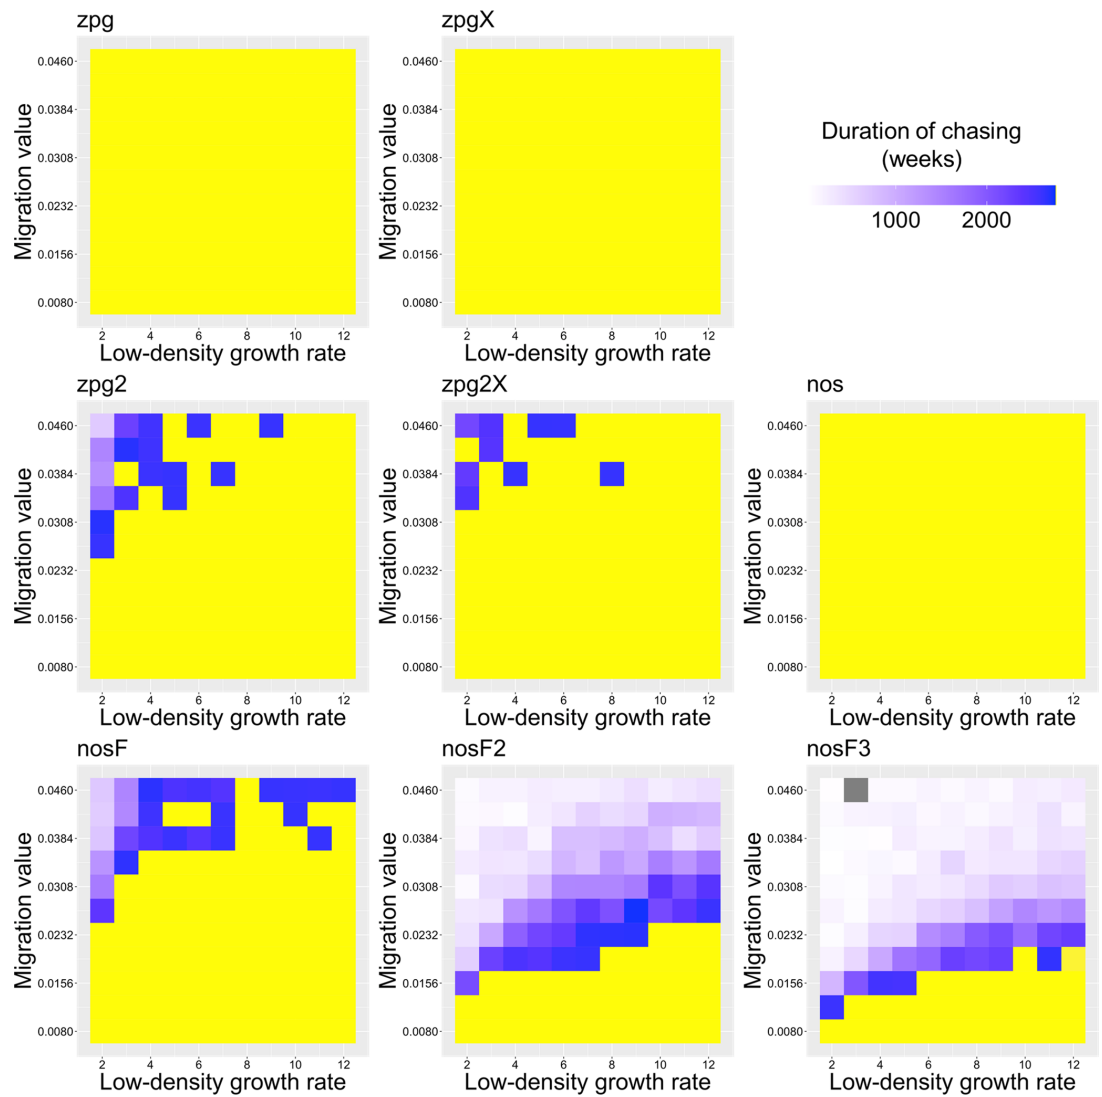 zpg
0.0460
0.0384
0.0308
0.0232
0.0156
0.0080
Migration value
2 4 6 8 10 12
Low-density growth rate
zpgX
0.0460
0.0384
0.0308
0.0232
0.0156
0.0080
Migration value
2 4 6 8 10 12
Low-density growth rate
Duration of chasing
(weeks)
1000 2000
zpg2
0.0460
0.0384
0.0308
0.0232
0.0156
0.0080
Migration value
2 4 6 8 10 12
Low-density growth rate
zpg2X
0.0460
0.0384
0.0308
0.0232
0.0156
0.0080
Migration value
2 4 6 8 10 12
Low-density growth rate
nos
0.0460
0.0384
0.0308
0.0232
0.0156
0.0080
Migration value
2 4 6 8 10 12
Low-density growth rate
nosF
0.0460
0.0384
0.0308
0.0232
0.0156
0.0080
Migration value
2 4 6 8 10 12
Low-density growth rate
nosF2
0.0460
0.0384
0.0308
0.0232
0.0156
0.0080
Migration value
2 4 6 8 10 12
Low-density growth rate
nosF3
0.0460
0.0384
0.0308
0.0232
0.0156
0.0080
Migration value
2 4 6 8 10 12
Low-density growth rate